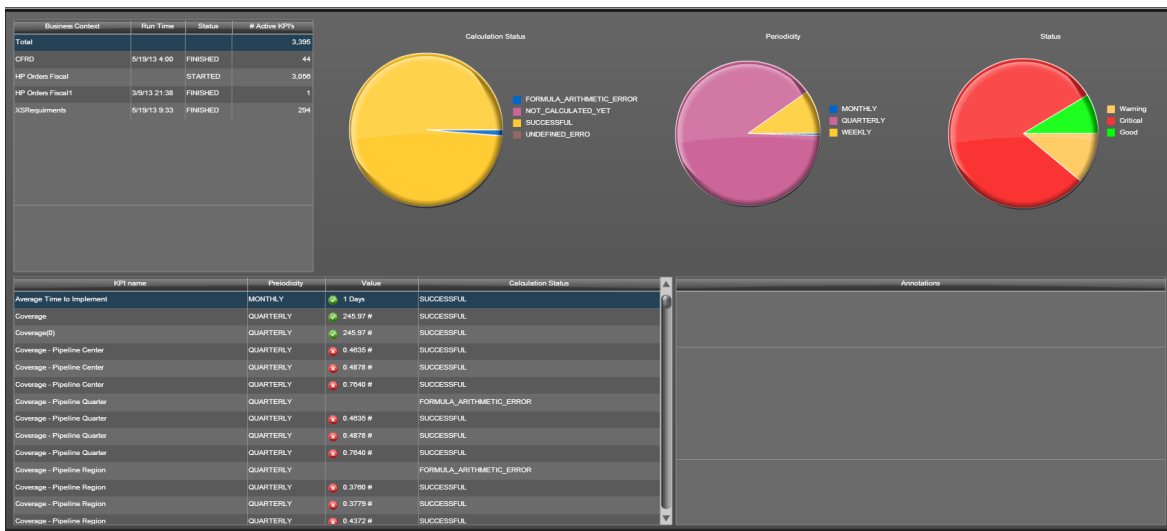 Business Context Run Time Status # Active KPI's
Total 3,395
CFRD 5/19/13 4:00 FINISHED 44
HP Orders Fiscal STARTED 3,056
HP Orders Fiscal1 3/9/13 21:38 FINISHED 1
XSRequirments 5/19/13 9:33 FINISHED 294
Calculation Status
FORMULA_ARITHMETIC_ERROR
NOT_CALCULATED_YET
SUCCESSFUL
UNDEFINED_ERRO
Periodicity
MONTHLY
QUARTERLY
WEEKLY
Status
Warning
Critical
Good
KPI name Preiodicity Value Calculation Status
Average Time to Implement MONTHLY 1 Days SUCCESSFUL
Coverage QUARTERLY 245.97 # SUCCESSFUL
Coverage(0) QUARTERLY 245.97 # SUCCESSFUL
Coverage - Pipeline Center QUARTERLY 0.4635 # SUCCESSFUL
Coverage - Pipeline Center QUARTERLY 0.4878 # SUCCESSFUL
Coverage - Pipeline Center QUARTERLY 0.7640 # SUCCESSFUL
Coverage - Pipeline Quarter QUARTERLY FORMULA_ARITHMETIC_ERROR
Coverage - Pipeline Quarter QUARTERLY 0.4635 # SUCCESSFUL
Coverage - Pipeline Quarter QUARTERLY 0.4878 # SUCCESSFUL
Coverage - Pipeline Quarter QUARTERLY 0.7640 # SUCCESSFUL
Coverage - Pipeline Region QUARTERLY FORMULA_ARITHMETIC_ERROR
Coverage - Pipeline Region QUARTERLY 0.3760 # SUCCESSFUL
Coverage - Pipeline Region QUARTERLY 0.3779 # SUCCESSFUL
Coverage - Pipeline Region QUARTERLY 0.4372 # SUCCESSFUL
Annotations